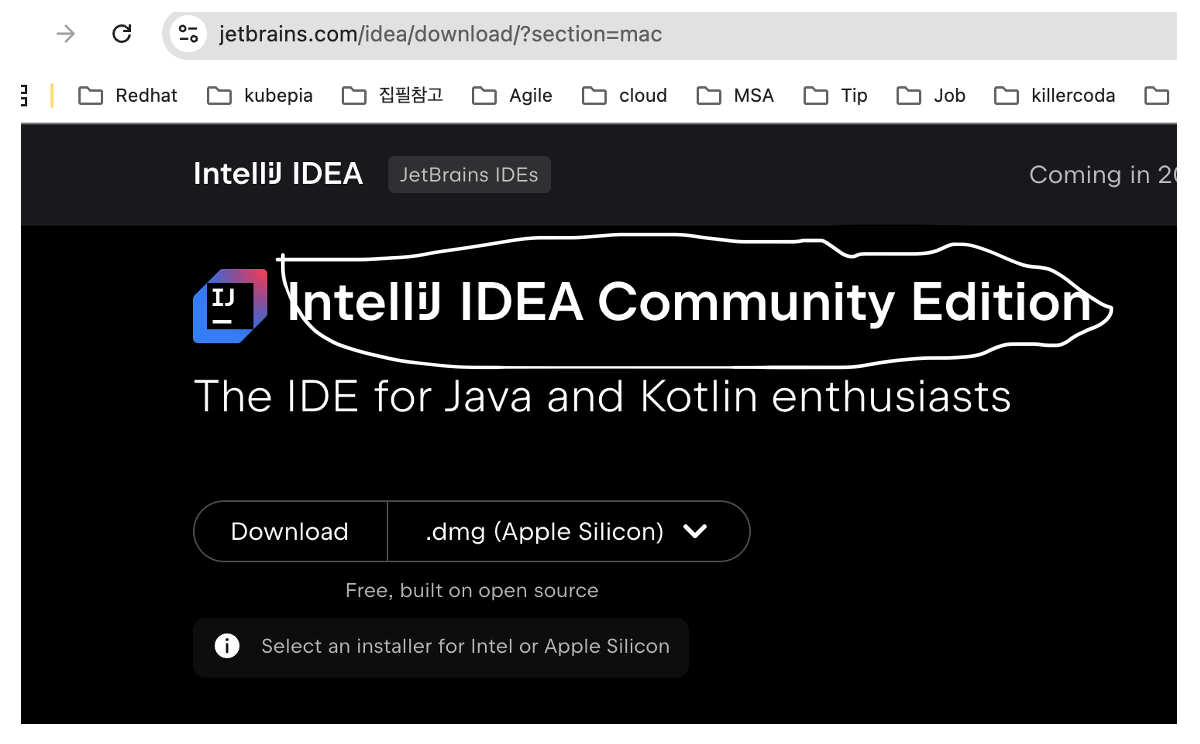 jetbrains.com/idea/download/?section=mac
Redhat kubepia 집필참고 Agile cloud MSA Tip Job killercoda
IntelliJ IDEA JetBrains IDEs Coming in
IJ IntelliJ IDEA Community Edition
The IDE for Java and Kotlin enthusiasts
Download .dmg (Apple Silicon)
Free, built on open source
Select an installer for Intel or Apple Silicon